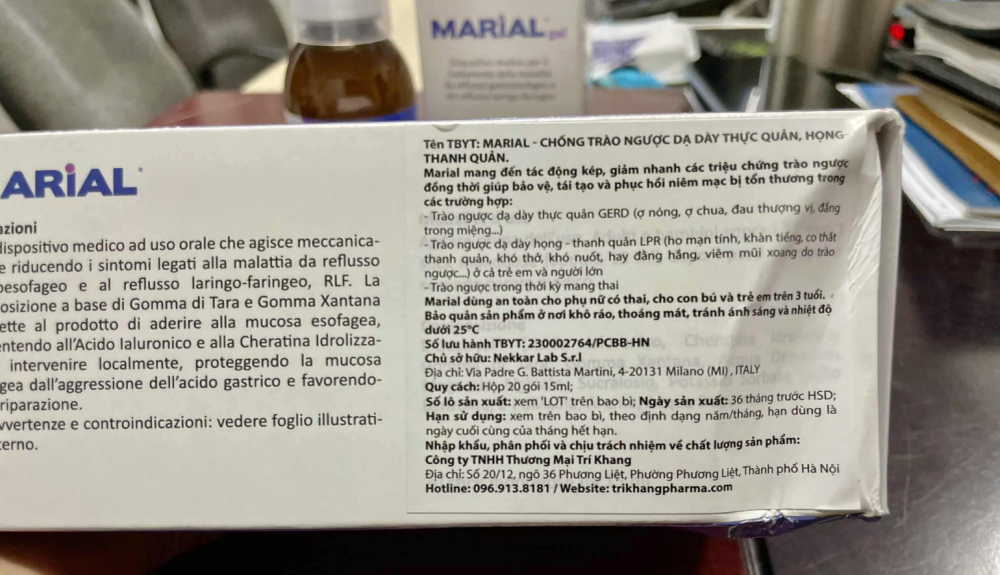 MARIAL gel
ARIAL
azioni
dispositivo medico ad uso orale che agisce meccanica-
e riducendo i sintomi legati alla malattia da reflusso
oesofageo e al reflusso laringo-faringeo, RLF. La
osizione a base di Gomma di Tara e Gomma Xantana
ette al prodotto di aderire alla mucosa esofagea,
entendo all'Acido Ialuronico e alla Cheratina Idrolizza-
intervenire localmente, proteggendo la mucosa
gea dall'aggressione dell'acido gastrico e favorendo-
riparazione.
vvertenze e controindicazioni: vedere foglio illustrati-
terno.
Tên TBYT: MARIAL - CHỐNG TRÀO NGƯỢC DẠ DÀY THỰC QUẢN, HỌNG
THANH QUẢN.
Marial mang đến tác động kép, giảm nhanh các triệu chứng trào ngược
đồng thời giúp bảo vệ, tái tạo và phục hồi niêm mạc bị tổn thương trong
các trường hợp:
- Trào ngược dạ dày thực quản GERD (ợ nóng, ợ chua, đau thượng vị, đắng
trong miệng...)
- Trào ngược dạ dày họng - thanh quản LPR (ho mạn tính, khàn tiếng, co thắt
thanh quản, khó thở, khó nuốt, hay đằng hắng, viêm mũi xoang do trào
ngược...) ở cả trẻ em và người lớn
- Trào ngược trong thời kỳ mang thai
Marial dùng an toàn cho phụ nữ có thai, cho con bú và trẻ em trên 3 tuổi.
Bảo quản sản phẩm ở nơi khô ráo, thoáng mát, tránh ánh sáng và nhiệt độ
dưới 25°C
Số lưu hành TBYT: 230002764/PCBB-HN
Chủ sở hữu: Nekkar Lab S.r.l
Địa chỉ: Via Padre G. Battista Martini, 4-20131 Milano (MI), ITALY
Quy cách: Hộp 20 gói 15ml;
Số lô sản xuất: xem 'LOT' trên bao bì; Ngày sản xuất: 36 tháng trước HSD;
Hạn sử dụng: xem trên bao bì, theo định dạng năm/tháng, hạn dùng là
ngày cuối cùng của tháng hết hạn.
Nhập khẩu, phân phối và chịu trách nhiệm về chất lượng sản phẩm:
Công ty TNHH Thương Mại Trí Khang
Địa chỉ: Số 20/12, ngõ 36 Phương Liệt, Phường Phương Liệt, Thành phố Hà Nội
Hotline: 096.913.8181 / Website: trikhangpharma.com